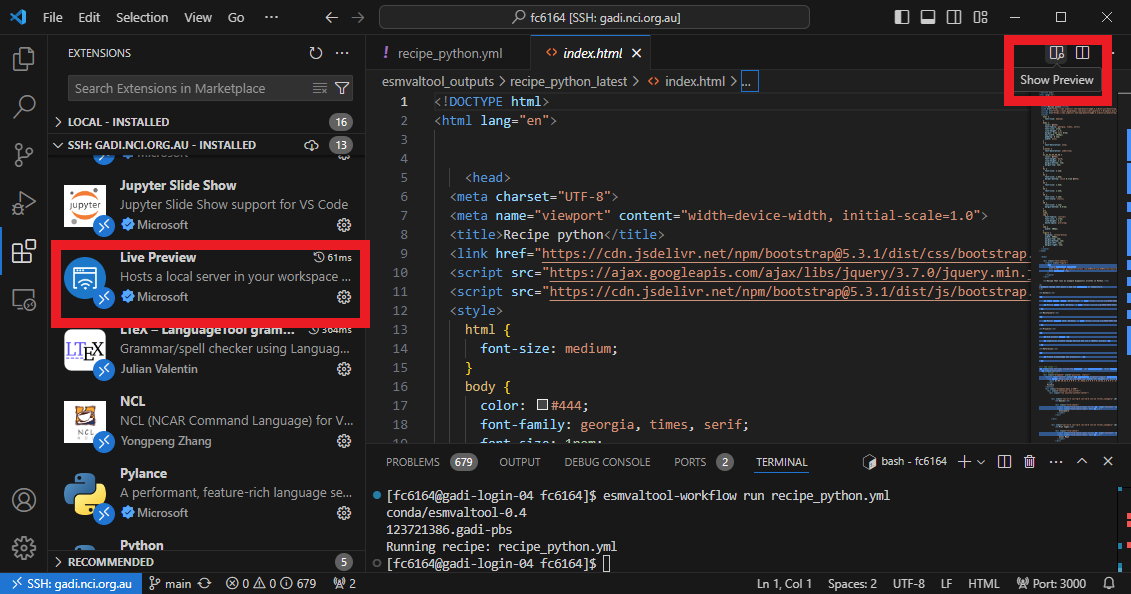 File Edit Selection View Go ··· fc6164 [SSH: gadi.nci.org.au]
EXTENSIONS
Search Extensions in Marketplace
LOCAL - INSTALLED 16
SSH: GADI.NCI.ORG.AU - INSTALLED 13
Microsoft
Jupyter Slide Show
Jupyter Slide Show support for VS Code
Microsoft
Live Preview 61ms
Hosts a local server in your workspace ...
Microsoft
LTeX – LanguageTool gram... 364ms
Grammar/spell checker using Languag...
Julian Valentin
NCL
NCL (NCAR Command Language) for V...
Yongpeng Zhang
Pylance
A performant, feature-rich language se...
Microsoft
Python
RECOMMENDED 5
! recipe_python.yml <> index.html
Show Preview
esmvaltool_outputs > recipe_python_latest > <> index.html > ...
1 <!DOCTYPE html>
2 <html lang="en">
3
4
5 <head>
6 <meta charset="UTF-8">
7 <meta name="viewport" content="width=device-width, initial-scale=1.0">
8 <title>Recipe python</title>
9 <link href="https://cdn.jsdelivr.net/npm/bootstrap@5.3.1/dist/css/bootstrap.
10 <script src="https://ajax.googleapis.com/ajax/libs/jquery/3.7.0/jquery.min.
11 <script src="https://cdn.jsdelivr.net/npm/bootstrap@5.3.1/dist/js/bootstrap.
12 <style>
13 html {
14 font-size: medium;
15 }
16 body {
17 color: #444;
18 font-family: georgia, times, serif;
PROBLEMS 679 OUTPUT DEBUG CONSOLE PORTS 2 TERMINAL bash - fc6164
[fc6164@gadi-login-04 fc6164]$ esmvaltool-workflow run recipe_python.yml
conda/esmvaltool-0.4
123721386.gadi-pbs
Running recipe: recipe_python.yml
[fc6164@gadi-login-04 fc6164]$
SSH: gadi.nci.org.au main 0 0 679 2 Ln 1, Col 1 Spaces: 2 UTF-8 LF HTML Port: 3000